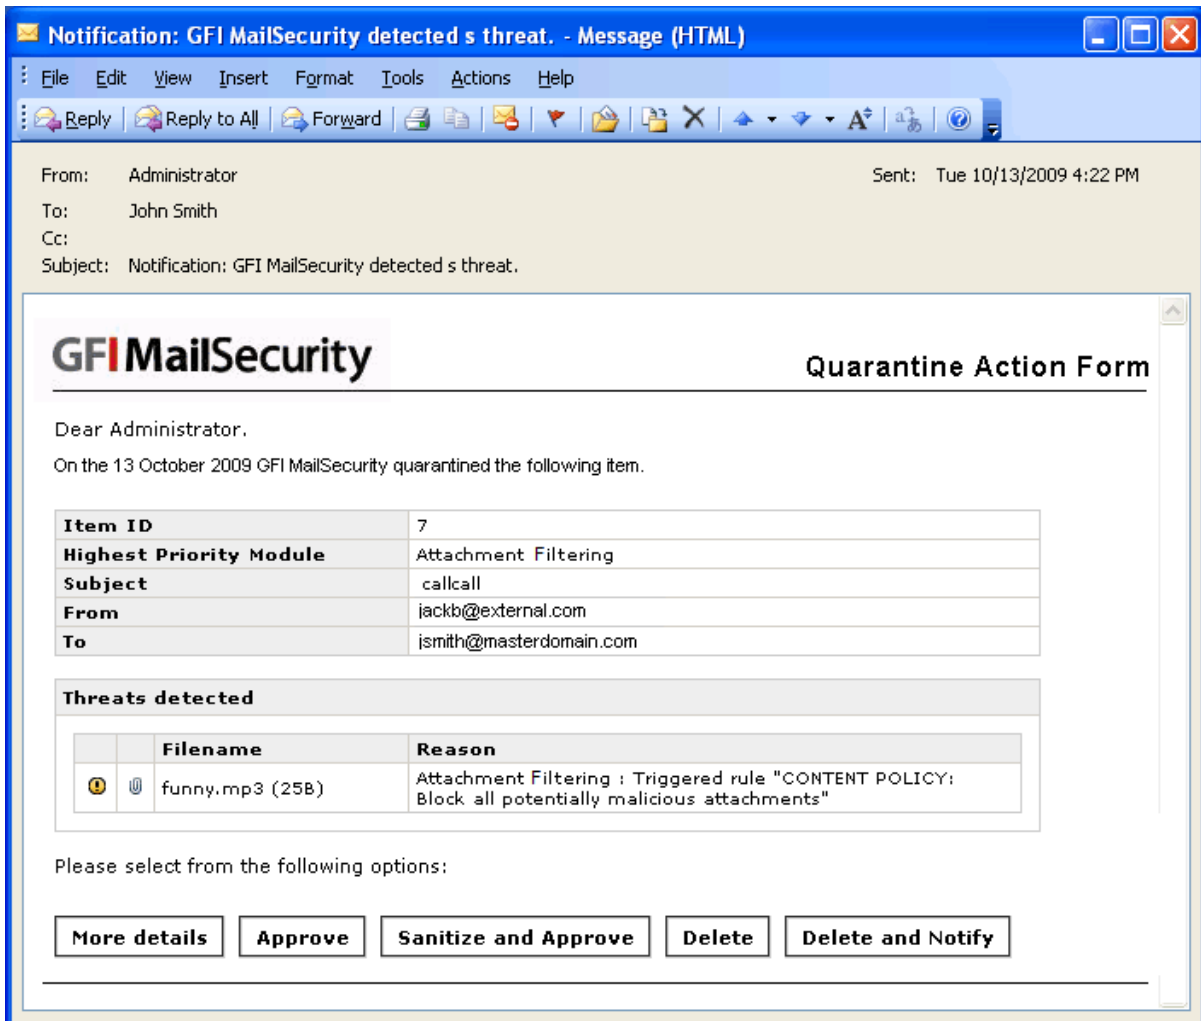 Notification: GFI MailSecurity detected s threat. - Message (HTML)
File Edit View Insert Format Tools Actions Help
Reply Reply to All Forward
From: Administrator Sent: Tue 10/13/2009 4:22 PM
To: John Smith
Cc:
Subject: Notification: GFI MailSecurity detected s threat.
GFI MailSecurity
Quarantine Action Form
Dear Administrator.
On the 13 October 2009 GFI MailSecurity quarantined the following item.
Item ID 7
Highest Priority Module Attachment Filtering
Subject callcall
From jackb@external.com
To jsmith@masterdomain.com
Threats detected
Filename Reason
funny.mp3 (25B) Attachment Filtering : Triggered rule "CONTENT POLICY:
Block all potentially malicious attachments"
Please select from the following options:
More details Approve Sanitize and Approve Delete Delete and Notify